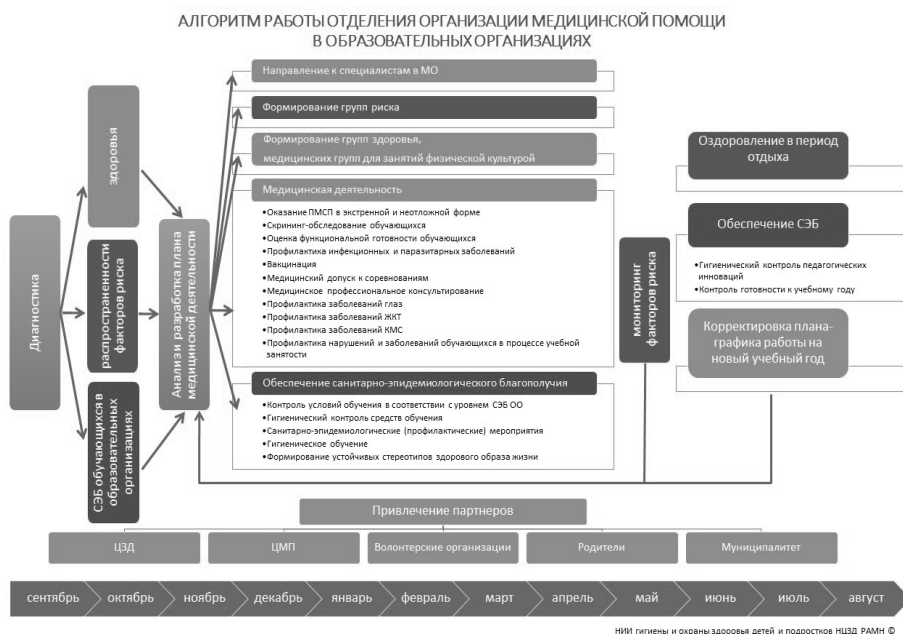 АЛГОРИТМ РАБОТЫ ОТДЕЛЕНИЯ ОРГАНИЗАЦИИ МЕДИЦИНСКОЙ ПОМОЩИ
В ОБРАЗОВАТЕЛЬНЫХ ОРГАНИЗАЦИЯХ
Диагностика
здоровья
распространенности
факторов риска
СЭБ обучающихся в
образовательных
организациях
Анализ и разработка плана
медицинской деятельности
Направление к специалистам в МО
Формирование групп риска
Формирование групп здоровья,
медицинских групп для занятий физической культурой
Медицинская деятельность
•Оказание ПМСП в экстренной и неотложной форме
•Скрининг-обследование обучающихся
•Оценка функциональной готовности обучающихся
•Профилактика инфекционных и паразитарных заболеваний
•Вакцинация
•Медицинский допуск к соревнованиям
•Медицинское профессиональное консультирование
•Профилактика заболеваний глаз
•Профилактика заболеваний ЖКТ
•Профилактика заболеваний КМС
•Профилактика нарушений и заболеваний обучающихся в процессе учебной
занятости
Обеспечение санитарно-эпидемиологического благополучия
•Контроль условий обучения в соответствии с уровнем СЭБ ОО
•Гигиенический контроль средств обучения
•Санитарно-эпидемиологические (профилактические) мероприятия
•Гигиеническое обучение
•Формирование устойчивых стереотипов здорового образа жизни
мониторинг
факторов риска
Оздоровление в период
отдыха
Обеспечение СЭБ
•Гигиенический контроль педагогических
инноваций
•Контроль готовности к учебному году
Корректировка плана-
графика работы на
новый учебный год
Привлечение партнеров
ЦЗД
ЦМП
Волонтерские организации
Родители
Муниципалитет
сентябрь
октябрь
ноябрь
декабрь
январь
февраль
март
апрель
май
июнь
июль
август
НИИ гигиены и охраны здоровья детей и подростков НЦЗД РАМН ©